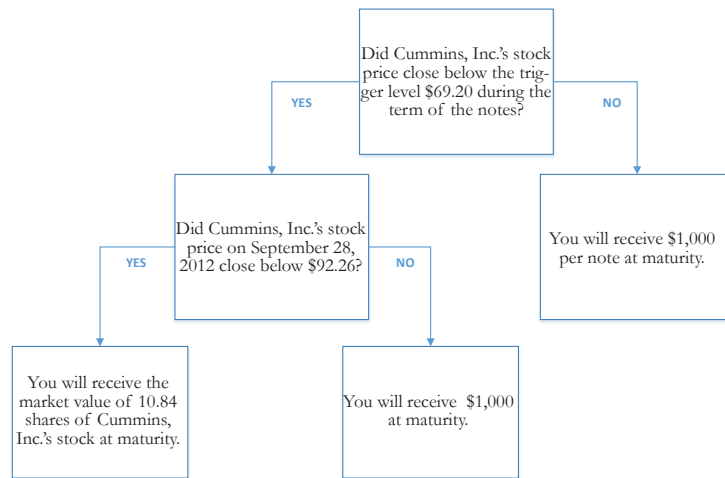 Did Cummins, Inc.'s stock
price close below the trig-
ger level $69.20 during the
term of the notes?
YES
NO
Did Cummins, Inc.'s stock
price on September 28,
2012 close below $92.26?
You will receive $1,000
per note at maturity.
YES
NO
You will receive the
market value of 10.84
shares of Cummins,
Inc.'s stock at maturity.
You will receive $1,000
at maturity.